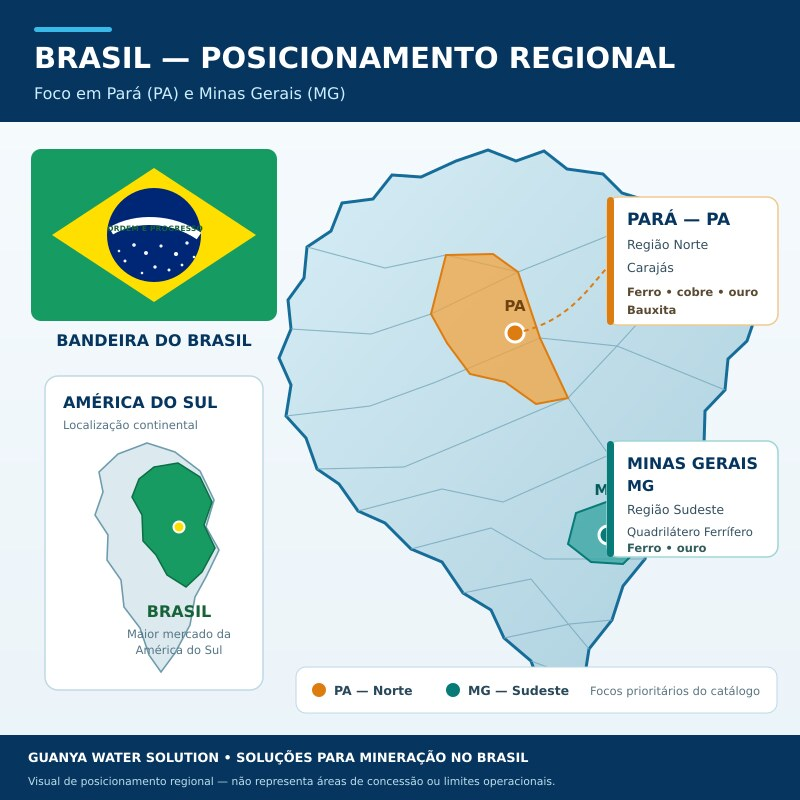 BRASIL — POSICIONAMENTO REGIONAL
Foco em Pará (PA) e Minas Gerais (MG)
ORDEM E PROGRESSO
BANDEIRA DO BRASIL
AMÉRICA DO SUL
Localização continental
BRASIL
Maior mercado da
América do Sul
PA
PARÁ — PA
Região Norte
Carajás
Ferro • cobre • ouro
Bauxita
M
MINAS GERAIS
MG
Região Sudeste
Quadrilátero Ferrífero
Ferro • ouro
PA — Norte
MG — Sudeste
Focos prioritários do catálogo
GUANYA WATER SOLUTION • SOLUÇÕES PARA MINERAÇÃO NO BRASIL
Visual de posicionamento regional — não representa áreas de concessão ou limites operacionais.